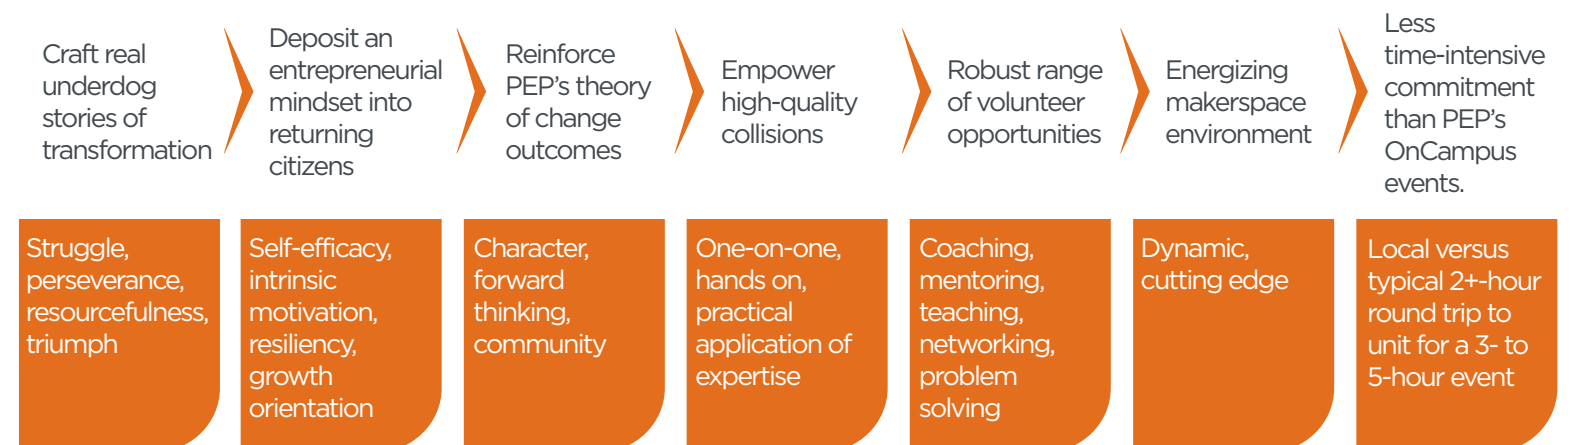 Craft real
underdog
stories of
transformation
Deposit an
entrepreneurial
mindset into
returning
citizens
Reinforce
PEP’s theory
of change
outcomes
Empower
high-quality
collisions
Robust range
of volunteer
opportunities
Energizing
makerspace
environment
Less
time-intensive
commitment
than PEP’s
OnCampus
events.
Struggle,
perseverance,
resourcefulness,
triumph
Self-efficacy,
intrinsic
motivation,
resiliency,
growth
orientation
Character,
forward
thinking,
community
One-on-one,
hands on,
practical
application of
expertise
Coaching,
mentoring,
teaching,
networking,
problem
solving
Dynamic,
cutting edge
Local versus
typical 2+-hour
round trip to
unit for a 3- to
5-hour event